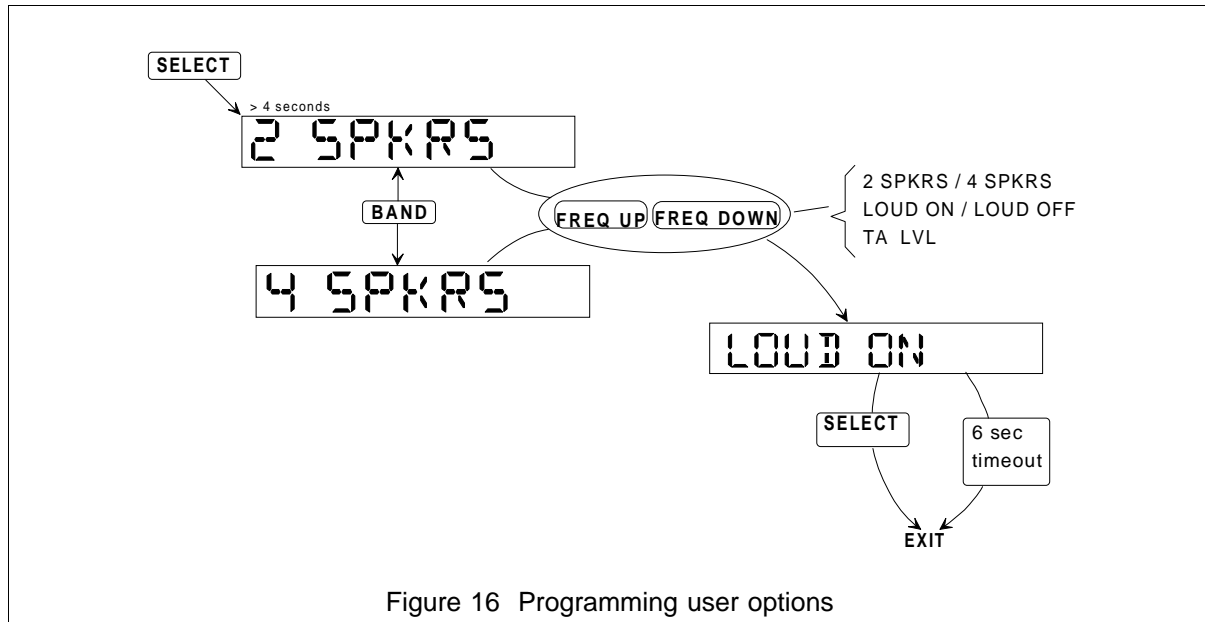 SELECT
> 4 seconds
2 SPKRS
BAND
4 SPKRS
FREQ UP
FREQ DOWN
2 SPKRS / 4 SPKRS
LOUD ON / LOUD OFF
TA LVL
LOUD ON
SELECT
6 sec
timeout
EXIT
Figure 16 Programming user options